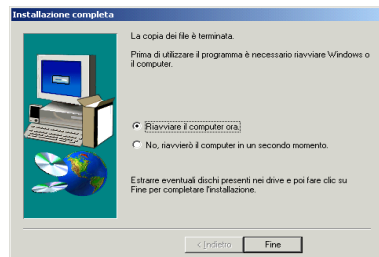 Installazione completa
La copia dei file è terminata.
Prima di utilizzare il programma è necessario riavviare Windows o
il computer.
Riavviare il computer ora.
No, riavvierò il computer in un secondo momento.
Estrarre eventuali dischi presenti nei drive e poi fare clic su
Fine per completare l'installazione.
< Indietro
Fine